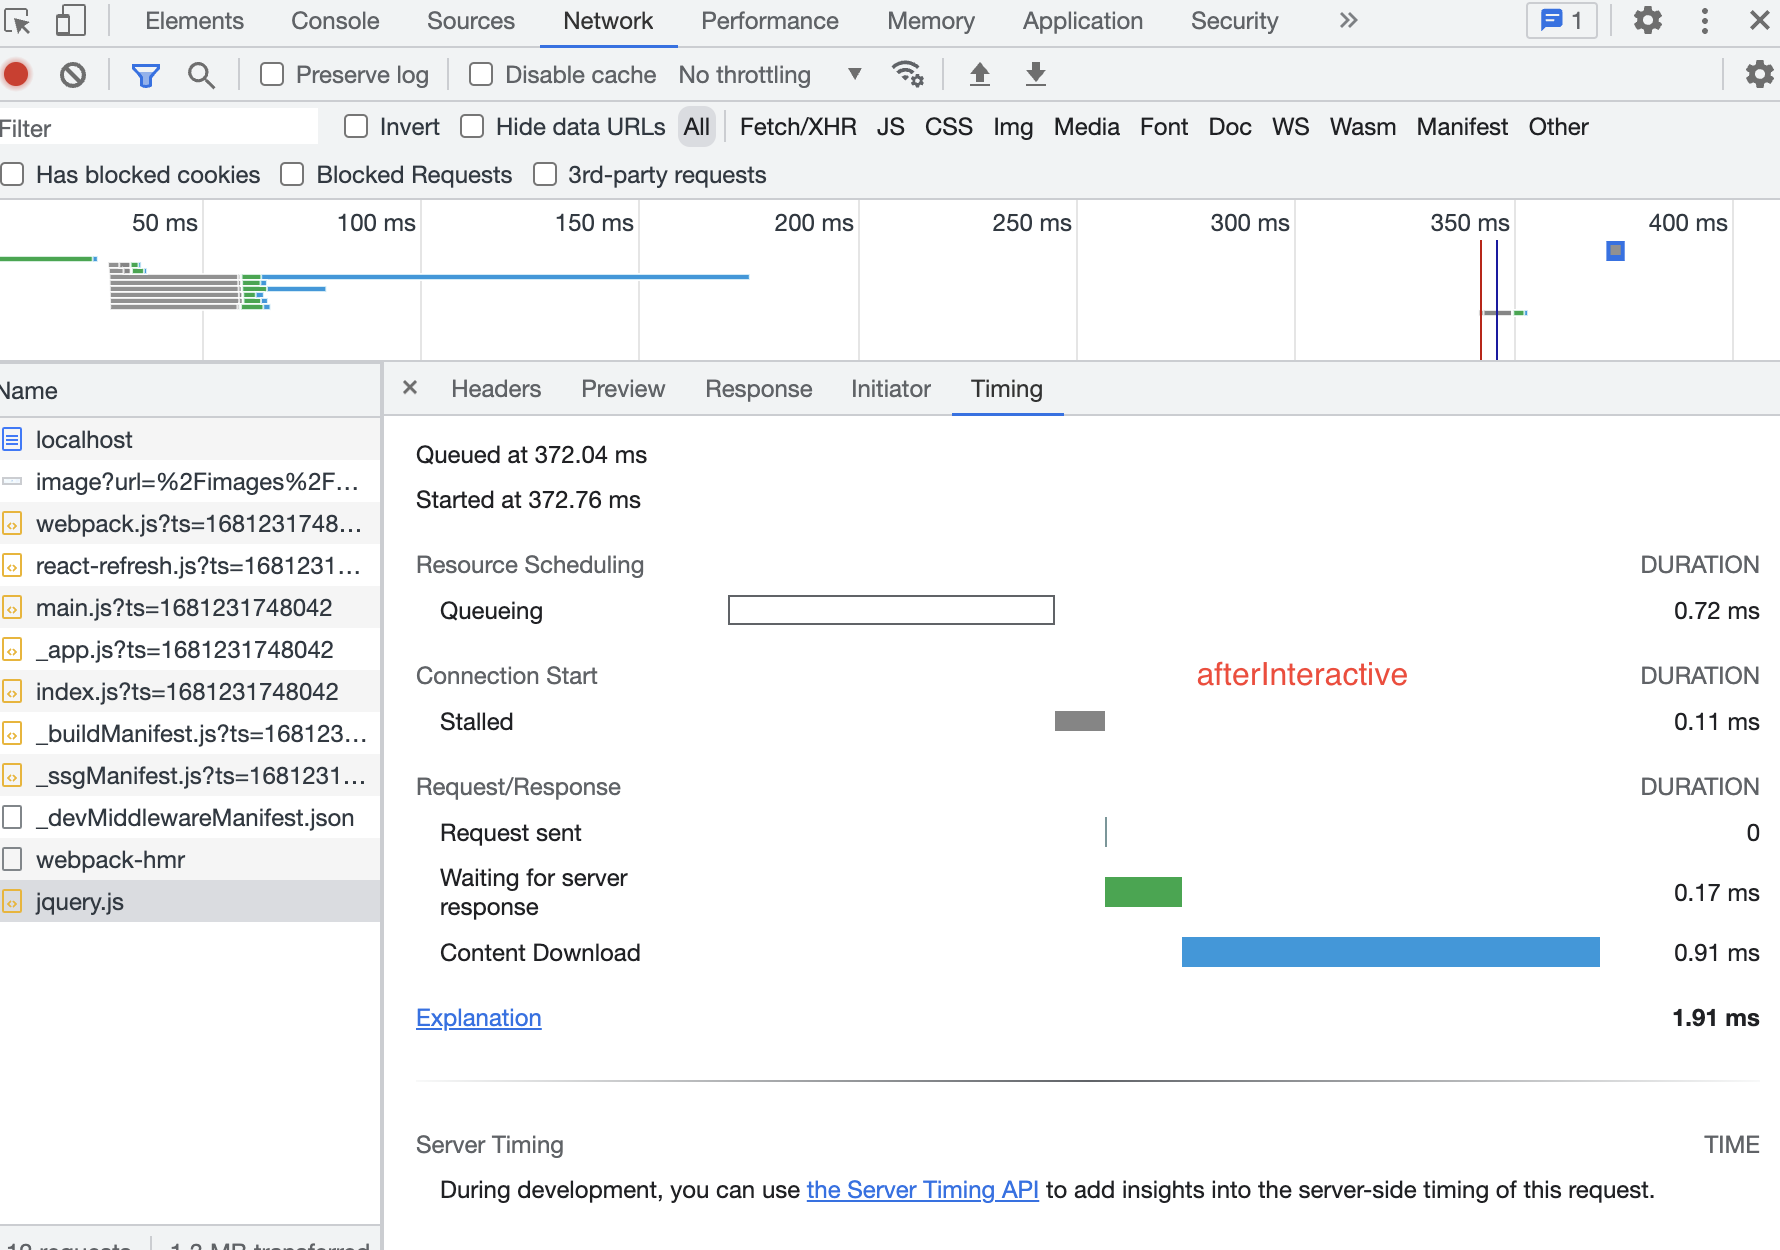 Elements Console Sources Network Performance Memory Application Security » 1
Preserve log Disable cache No throttling
Filter Invert Hide data URLs All Fetch/XHR JS CSS Img Media Font Doc WS Wasm Manifest Other
Has blocked cookies Blocked Requests 3rd-party requests
50 ms 100 ms 150 ms 200 ms 250 ms 300 ms 350 ms 400 ms
Name
localhost
image?url=%2Fimages%2F...
webpack.js?ts=1681231748...
react-refresh.js?ts=1681231...
main.js?ts=1681231748042
_app.js?ts=1681231748042
index.js?ts=1681231748042
_buildManifest.js?ts=168123...
_ssgManifest.js?ts=1681231...
_devMiddlewareManifest.json
webpack-hmr
jquery.js
12 requests 1.3 MB transferred
× Headers Preview Response Initiator Timing
Queued at 372.04 ms
Started at 372.76 ms
Resource Scheduling DURATION
Queueing 0.72 ms
Connection Start afterInteractive DURATION
Stalled 0.11 ms
Request/Response DURATION
Request sent 0
Waiting for server
response 0.17 ms
Content Download 0.91 ms
Explanation 1.91 ms
Server Timing TIME
During development, you can use the Server Timing API to add insights into the server-side timing of this request.